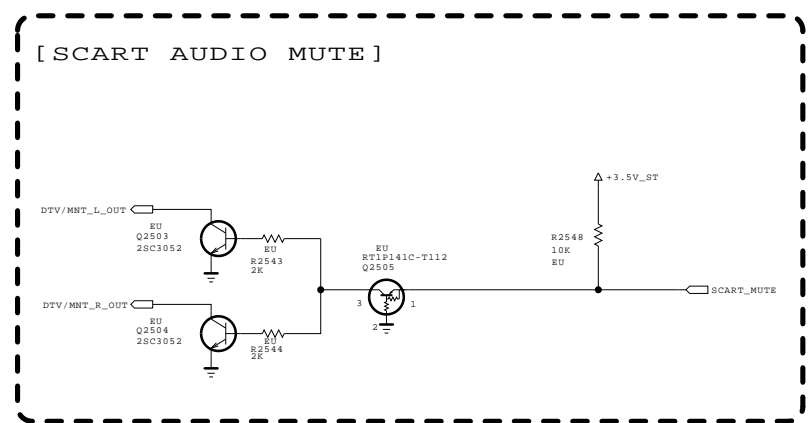 [SCART AUDIO MUTE]
+3.5V_ST
DTV/MNT_L_OUT
EU
Q2503
2SC3052
EU
R2543
2K
EU
RT1P141C-T112
Q2505
R2548
10K
EU
3
1
2
SCART_MUTE
DTV/MNT_R_OUT
EU
Q2504
2SC3052
EU
R2544
2K